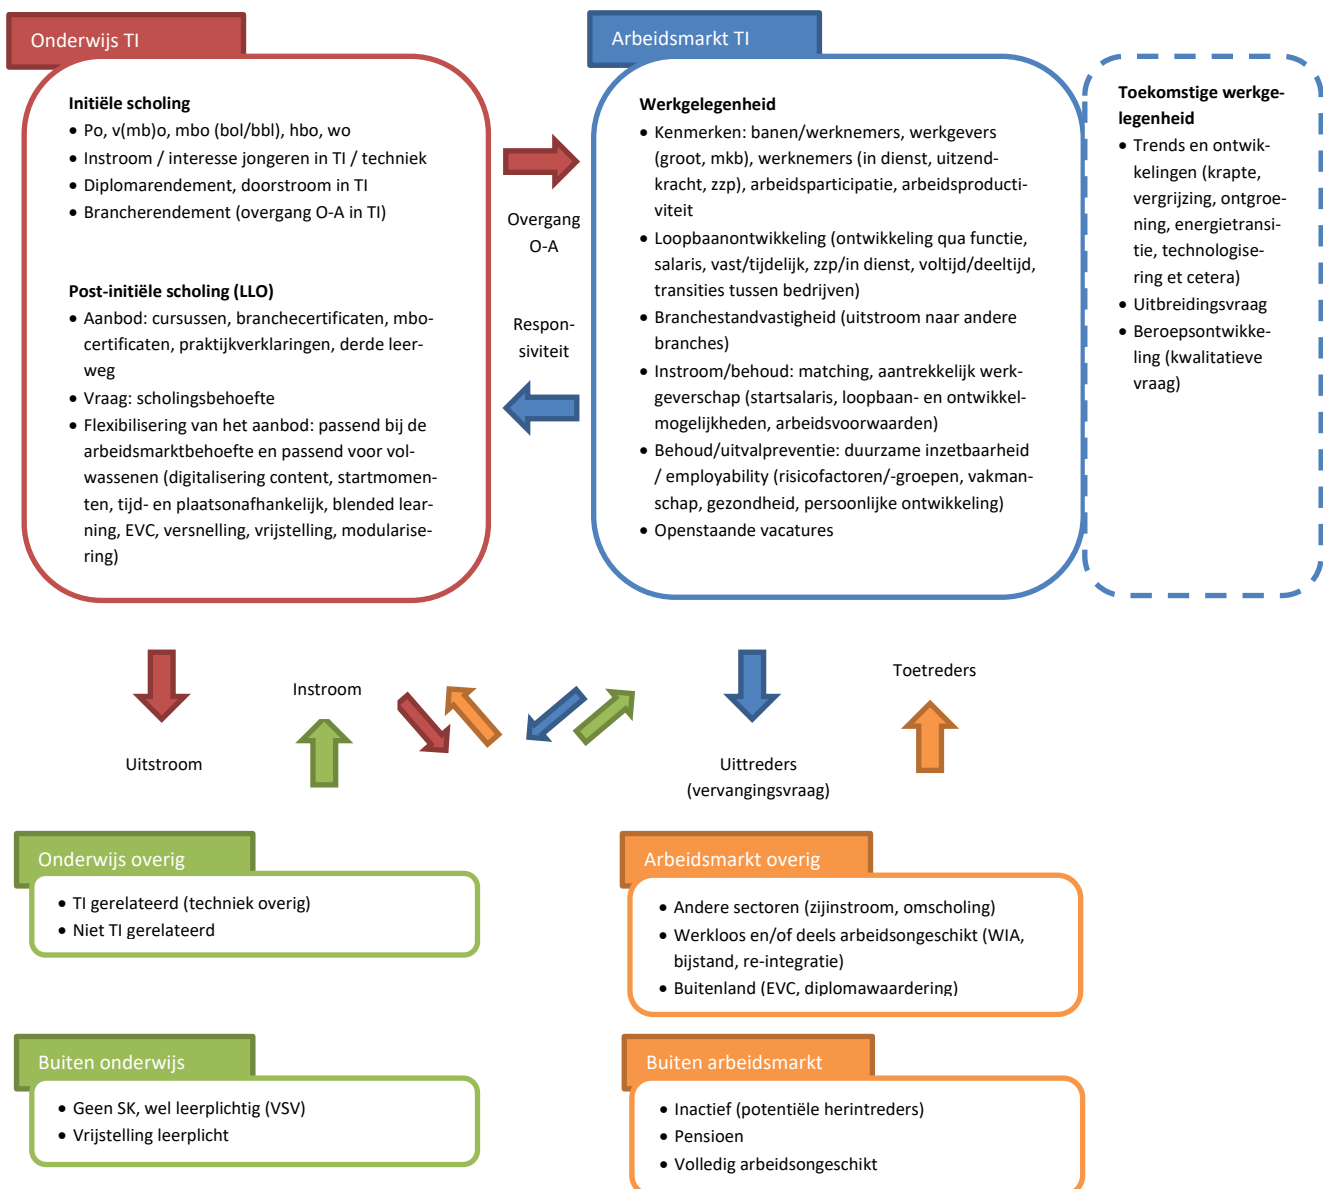 Onderwijs TI
Initiële scholing
• Po, v(mb)o, mbo (bol/bbl), hbo, wo
• Instroom / interesse jongeren in TI / techniek
• Diplomarendement, doorstroom in TI
• Brancherendement (overgang O-A in TI)
Post-initiële scholing (LLO)
• Aanbod: cursussen, branchecertificaten, mbo-
certificaten, praktijkverklaringen, derde leer-
weg
• Vraag: scholingsbehoefte
• Flexibilisering van het aanbod: passend bij de
arbeidsmarktbehoefte en passend voor vol-
wassenen (digitalisering content, startmomen-
ten, tijd- en plaatsonafhankelijk, blended lear-
ning, EVC, versnelling, vrijstelling, modularise-
ring)
Overgang
O-A
Respon-
siviteit
Arbeidsmarkt TI
Werkgelegenheid
• Kenmerken: banen/werknemers, werkgevers
(groot, mkb), werknemers (in dienst, uitzend-
kracht, zzp), arbeidsparticipatie, arbeidsproducti-
viteit
• Loopbaanontwikkeling (ontwikkeling qua functie,
salaris, vast/tijdelijk, zzp/in dienst, voltijd/deeltijd,
transities tussen bedrijven)
• Branchestandvastigheid (uitstroom naar andere
branches)
• Instroom/behoud: matching, aantrekkelijk werk-
geverschap (startsalaris, loopbaan- en ontwikkel-
mogelijkheden, arbeidsvoorwaarden)
• Behoud/uitvalpreventie: duurzame inzetbaarheid
/ employability (risicofactoren/-groepen, vakman-
schap, gezondheid, persoonlijke ontwikkeling)
• Openstaande vacatures
Toekomstige werkge-
legenheid
• Trends en ontwik-
kelingen (krapte,
vergrijzing, ontgroe-
ning, energietransi-
tie, technologise-
ring et cetera)
• Uitbreidingsvraag
• Beroepsontwikke-
ling (kwalitatieve
vraag)
Uitstroom
Instroom
Uittreders
(vervangingsvraag)
Toetreders
Onderwijs overig
• TI gerelateerd (techniek overig)
• Niet TI gerelateerd
Arbeidsmarkt overig
• Andere sectoren (zijinstroom, omscholing)
• Werkloos en/of deels arbeidsongeschikt (WIA,
bijstand, re-integratie)
• Buitenland (EVC, diplomawaardering)
Buiten onderwijs
• Geen SK, wel leerplichtig (VSV)
• Vrijstelling leerplicht
Buiten arbeidsmarkt
• Inactief (potentiële herintreders)
• Pensioen
• Volledig arbeidsongeschikt